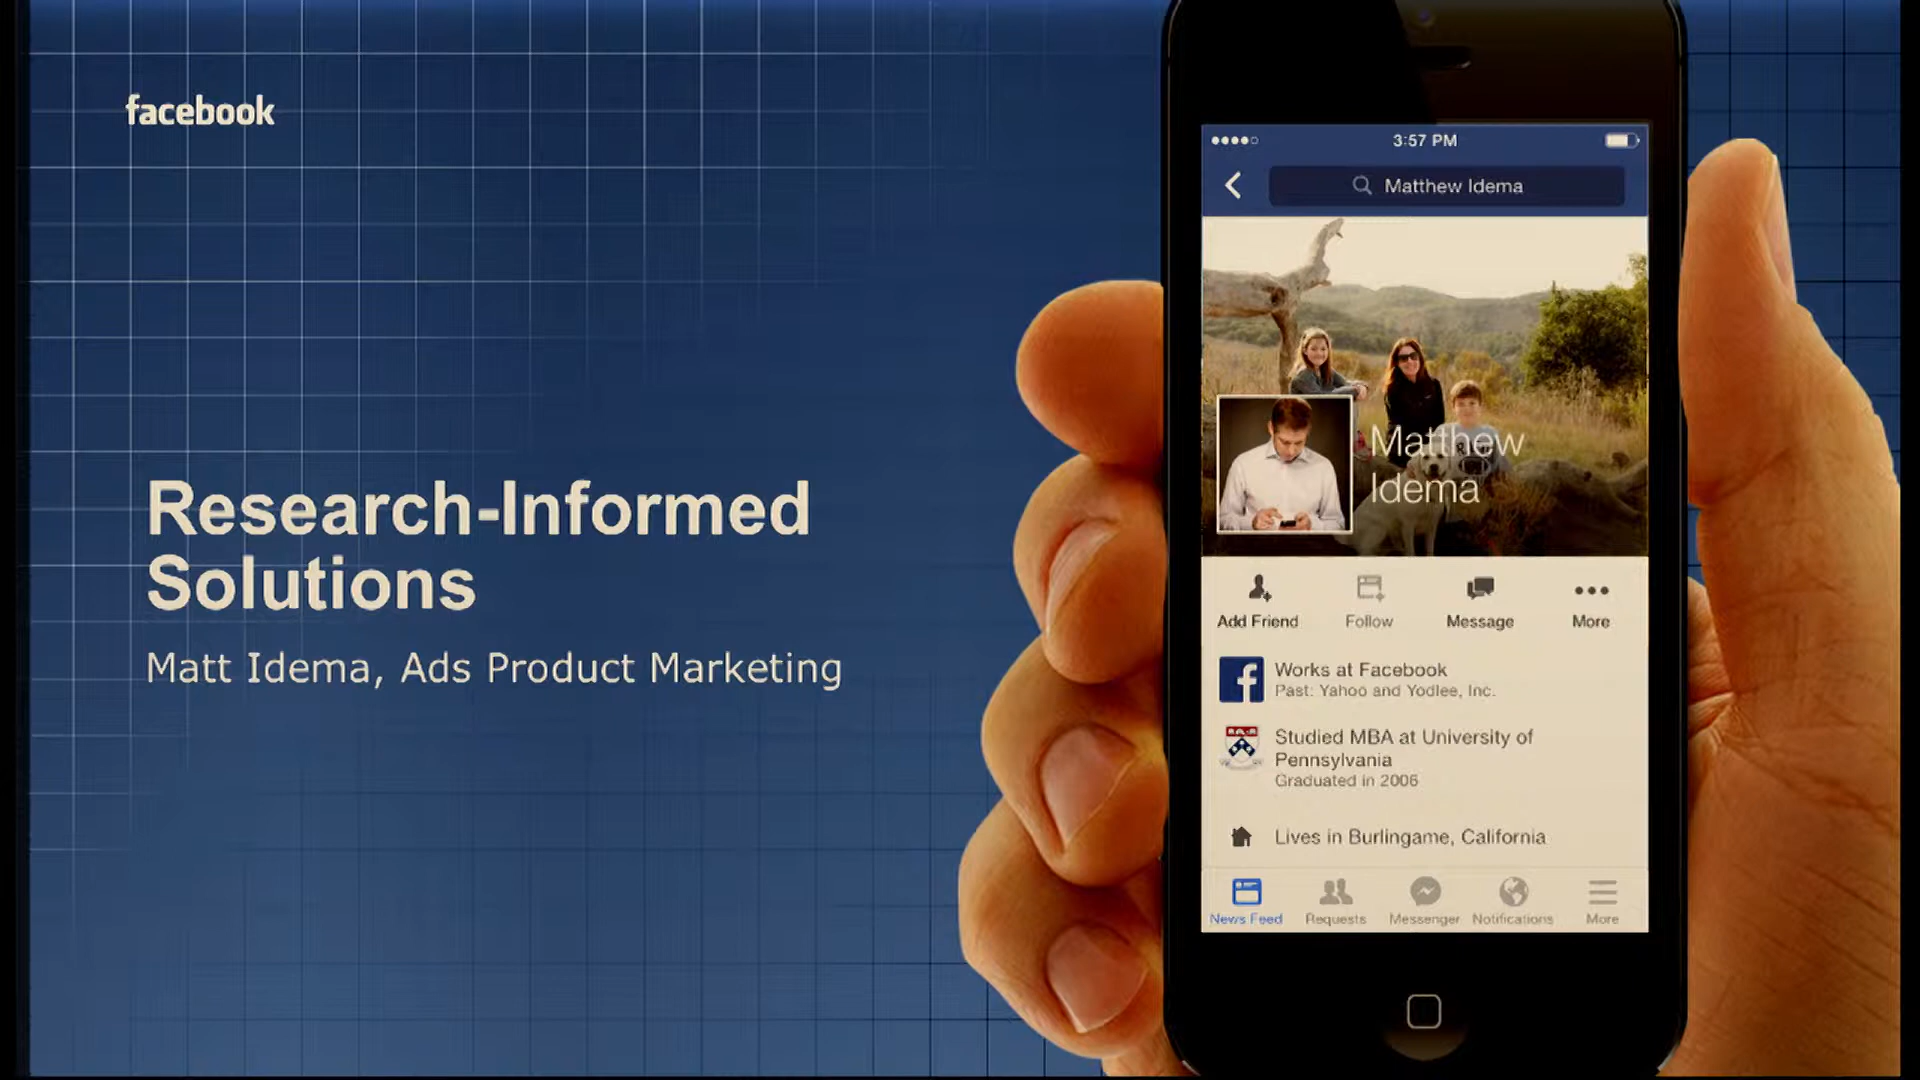 facebook
Research-Informed
Solutions
Matt Idema, Ads Product Marketing
3:57 PM
Matthew Idema
Matthew
Idema
Add Friend
Follow
Message
More
Works at Facebook
Past: Yahoo and Yodlee, Inc.
Studied MBA at University of
Pennsylvania
Graduated in 2006
Lives in Burlingame, California
News Feed
Requests
Messenger
Notifications
More